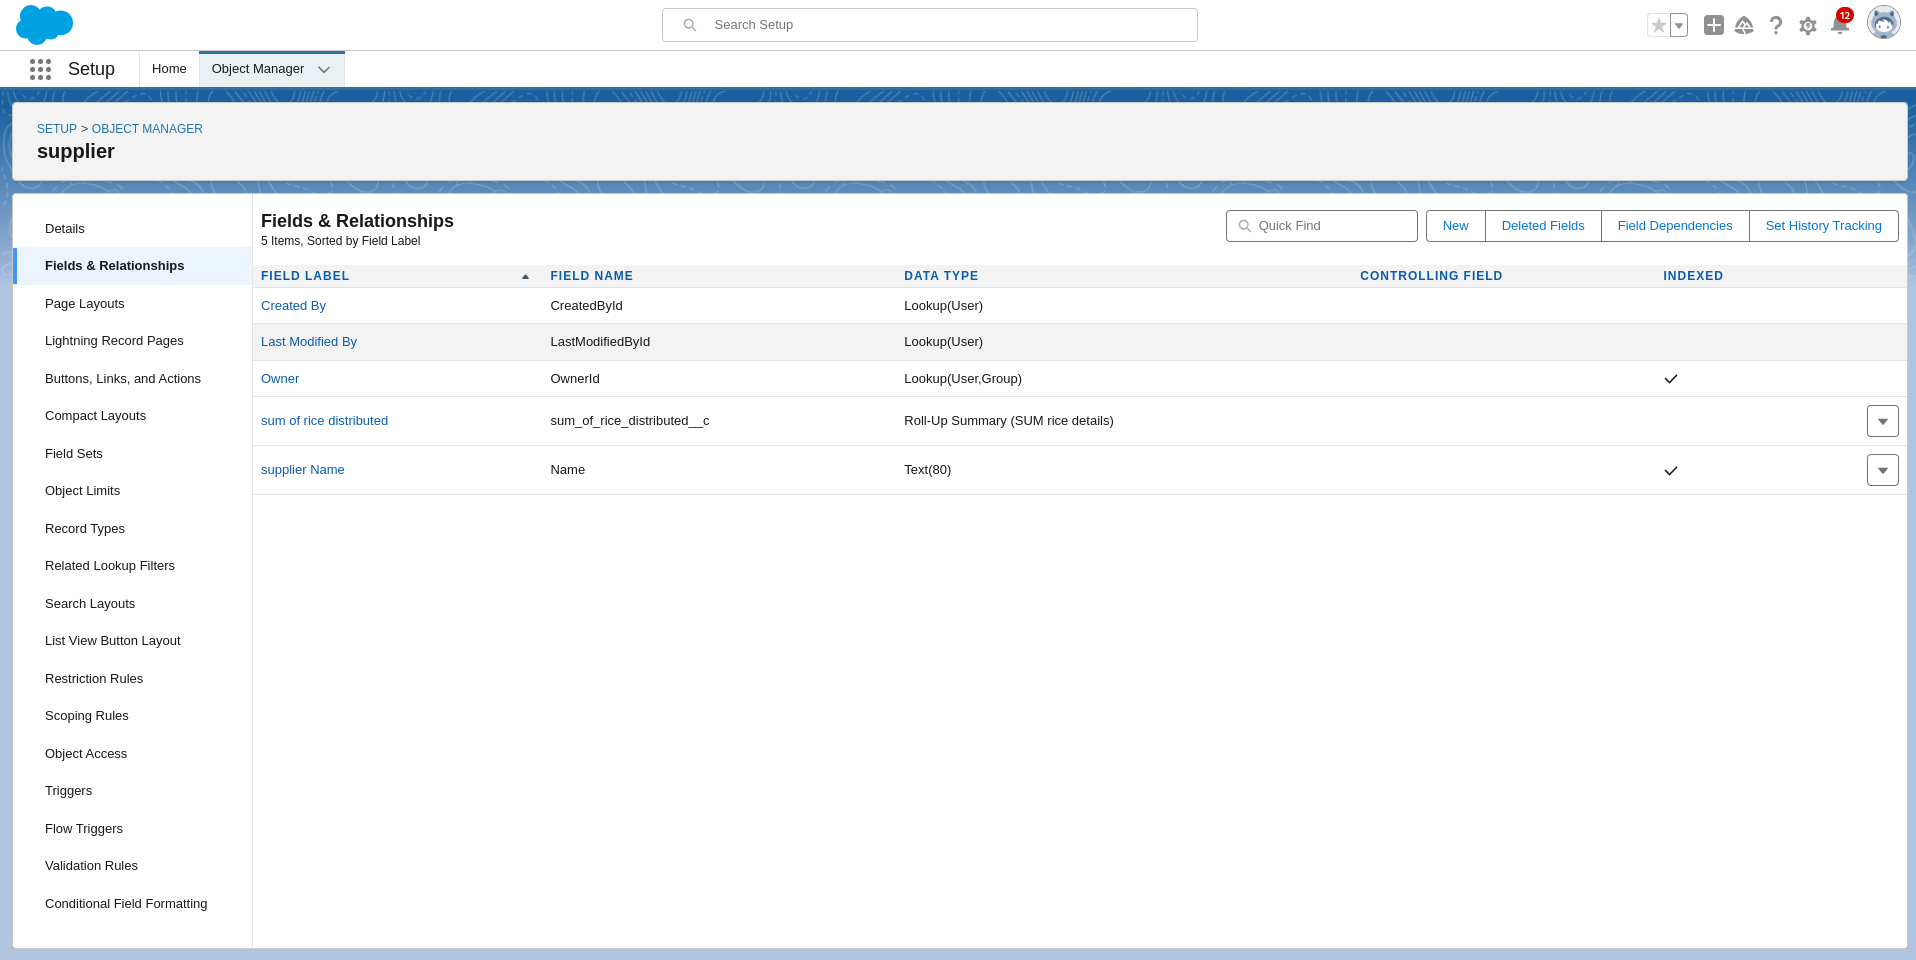 Search Setup
12
Setup
Home
Object Manager
SETUP > OBJECT MANAGER
supplier
Details
Fields & Relationships
Page Layouts
Lightning Record Pages
Buttons, Links, and Actions
Compact Layouts
Field Sets
Object Limits
Record Types
Related Lookup Filters
Search Layouts
List View Button Layout
Restriction Rules
Scoping Rules
Object Access
Triggers
Flow Triggers
Validation Rules
Conditional Field Formatting
Fields & Relationships
5 Items, Sorted by Field Label
Quick Find
New
Deleted Fields
Field Dependencies
Set History Tracking
FIELD LABEL FIELD NAME DATA TYPE CONTROLLING FIELD INDEXED
Created By CreatedById Lookup(User)
Last Modified By LastModifiedById Lookup(User)
Owner OwnerId Lookup(User,Group)
sum of rice distributed sum_of_rice_distributed__c Roll-Up Summary (SUM rice details)
supplier Name Name Text(80)